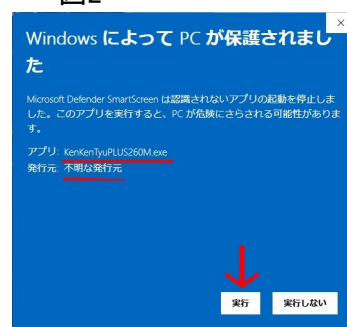 図2
Windows によって PC が保護されまし
た
Microsoft Defender SmartScreen は認識されないアプリの起動を停止しま
した。このアプリを実行すると、PC が危険にさらされる可能性がありま
す。
アプリ: KenKenTyuPLUS260M.exe
発行元: 不明な発行元
実行 実行しない